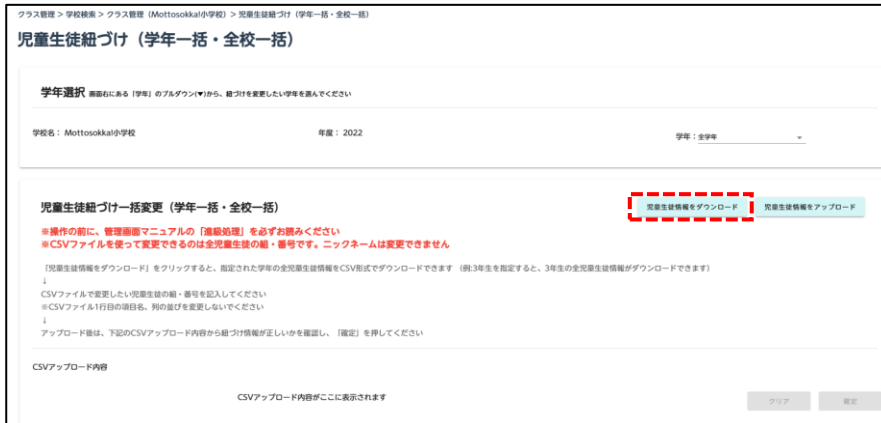 クラス管理 > 学校検索 > クラス管理（Mottosokka!小学校）> 児童生徒紐づけ（学年一括・全校一括）
児童生徒紐づけ（学年一括・全校一括）
学年選択 画面右にある「学年」のプルダウン(▼)から、紐づけを変更したい学年を選んでください
学校名： Mottosokka!小学校 年度： 2022 学年：全学年
児童生徒紐づけ一括変更（学年一括・全校一括） 児童生徒情報をダウンロード 児童生徒情報をアップロード
※操作の前に、管理画面マニュアルの「進級処理」を必ずお読みください
※CSVファイルを使って変更できるのは全児童生徒の組・番号です。ニックネームは変更できません
「児童生徒情報をダウンロード」をクリックすると、指定された学年の全児童生徒情報をCSV形式でダウンロードできます （例:3年生を指定すると、3年生の全児童生徒情報がダウンロードできます）
↓
CSVファイルで変更したい児童生徒の組・番号を記入してください
※CSVファイル1行目の項目名、列の並びを変更しないでください
↓
アップロード後は、下記のCSVアップロード内容から紐づけ情報が正しいかを確認し、「確定」を押してください
CSVアップロード内容
CSVアップロード内容がここに表示されます クリア 確定